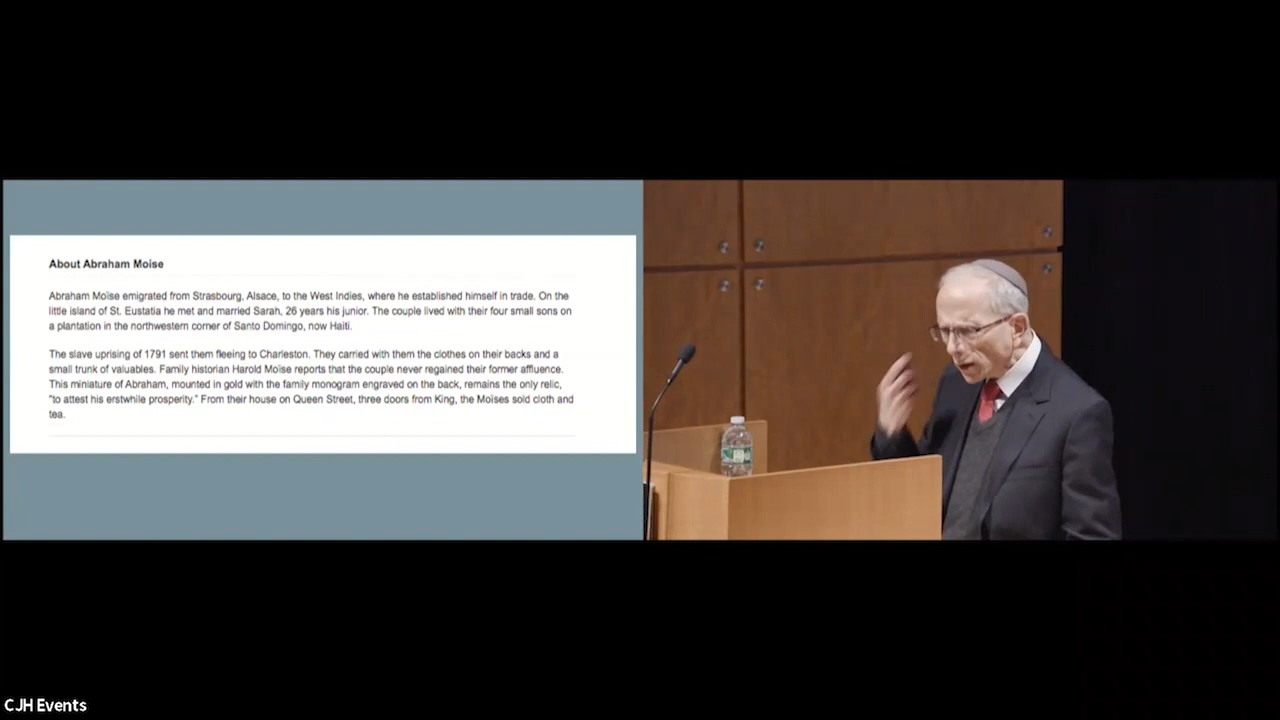 About Abraham Moise
Abraham Moïse emigrated from Strasbourg, Alsace, to the West Indies, where he established himself in trade. On the
little island of St. Eustatia he met and married Sarah, 26 years his junior. The couple lived with their four small sons on
a plantation in the northwestern corner of Santo Domingo, now Haiti.
The slave uprising of 1791 sent them fleeing to Charleston. They carried with them the clothes on their backs and a
small trunk of valuables. Family historian Harold Moïse reports that the couple never regained their former affluence.
This miniature of Abraham, mounted in gold with the family monogram engraved on the back, remains the only relic,
"to attest his erstwhile prosperity." From their house on Queen Street, three doors from King, the Moïses sold cloth and
tea.
CJH Events